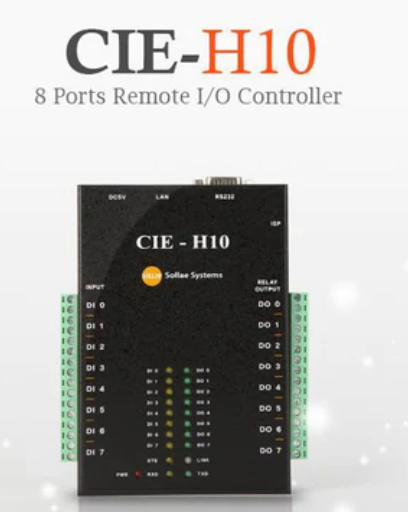 CIE-H10
8 Ports Remote I/O Controller
DC5V LAN RS232
ISP
CIE - H10
Sollae Systems
INPUT
RELAY
OUTPUT
DI 0 DO 0
DI 1 DO 1
DI 2 DO 2
DI 3 DO 3
DI 4 DO 4
DI 5 DO 5
DI 6 DO 6
DI 7 DO 7
DI 0 DO 0
DI 1 DO 1
DI 2 DO 2
DI 3 DO 3
DI 4 DO 4
DI 5 DO 5
DI 6 DO 6
DI 7 DO 7
STS LINK
PWR RXD TXD